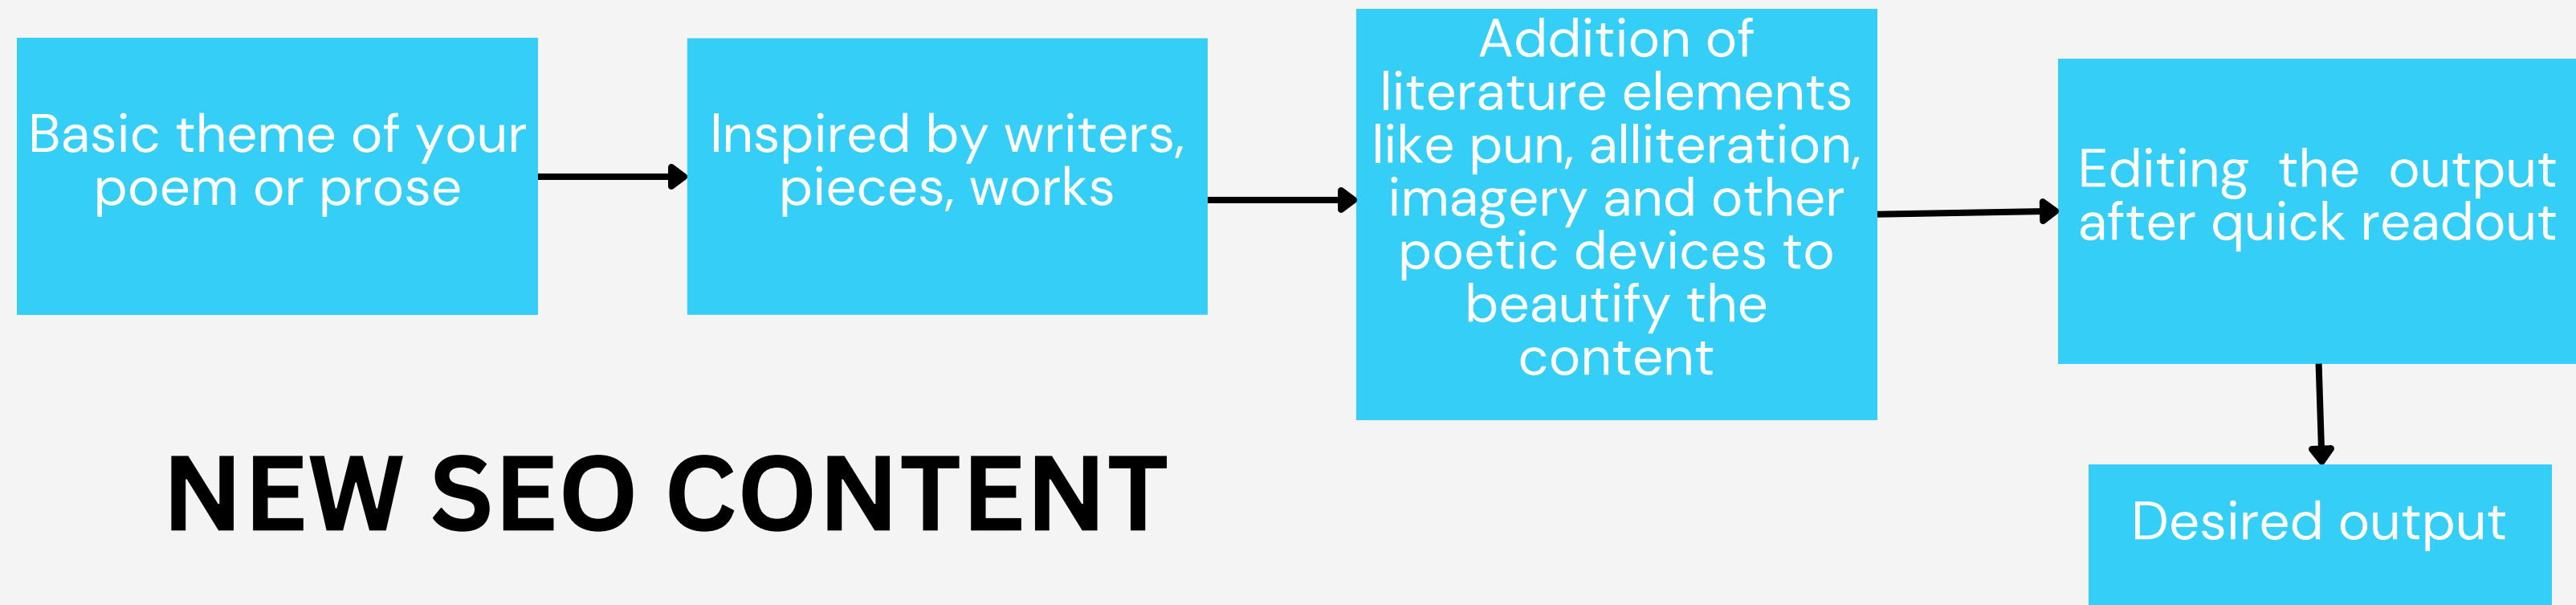 Basic theme of your
poem or prose
Inspired by writers,
pieces, works
Addition of
literature elements
like pun, alliteration,
imagery and other
poetic devices to
beautify the
content
Editing the output
after quick readout
Desired output
NEW SEO CONTENT